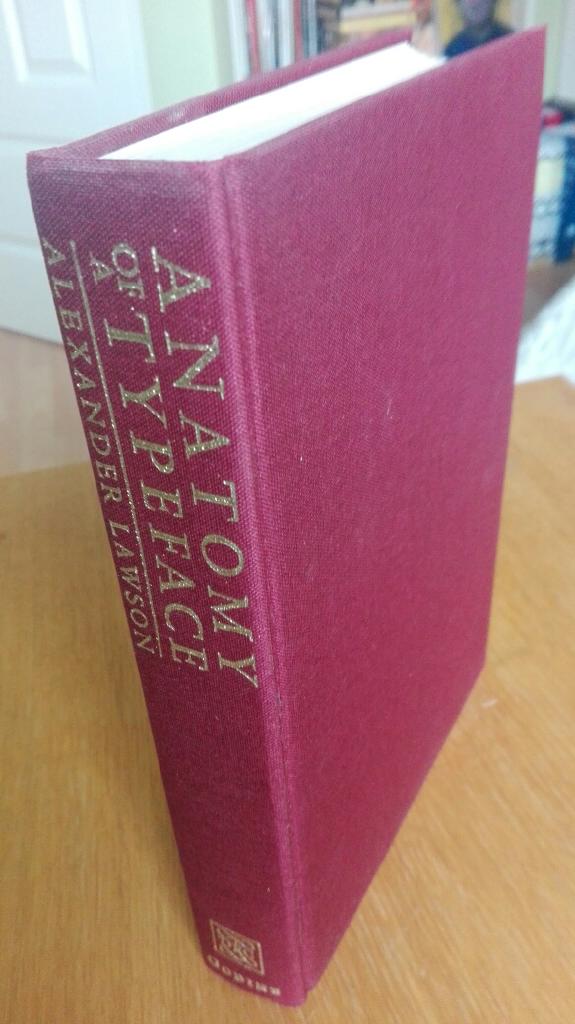 ANATOMY
OF A TYPEFACE
ALEXANDER LAWSON
GODINE